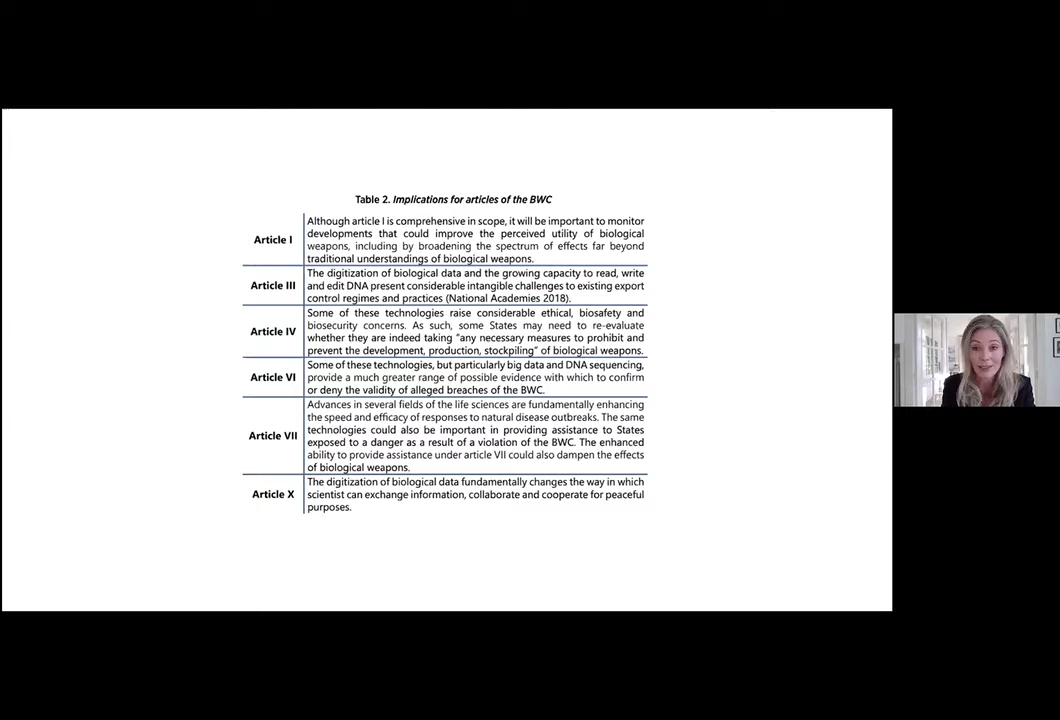 Table 2. Implications for articles of the BWC
Article I
Although article I is comprehensive in scope, it will be important to monitor
developments that could improve the perceived utility of biological
weapons, including by broadening the spectrum of effects far beyond
traditional understandings of biological weapons.
Article III
The digitization of biological data and the growing capacity to read, write
and edit DNA present considerable intangible challenges to existing export
control regimes and practices (National Academies 2018).
Article IV
Some of these technologies raise considerable ethical, biosafety and
biosecurity concerns. As such, some States may need to re-evaluate
whether they are indeed taking “any necessary measures to prohibit and
prevent the development, production, stockpiling” of biological weapons.
Article VI
Some of these technologies, but particularly big data and DNA sequencing,
provide a much greater range of possible evidence with which to confirm
or deny the validity of alleged breaches of the BWC.
Article VII
Advances in several fields of the life sciences are fundamentally enhancing
the speed and efficacy of responses to natural disease outbreaks. The same
technologies could also be important in providing assistance to States
exposed to a danger as a result of a violation of the BWC. The enhanced
ability to provide assistance under article VII could also dampen the effects
of biological weapons.
Article X
The digitization of biological data fundamentally changes the way in which
scientist can exchange information, collaborate and cooperate for peaceful
purposes.